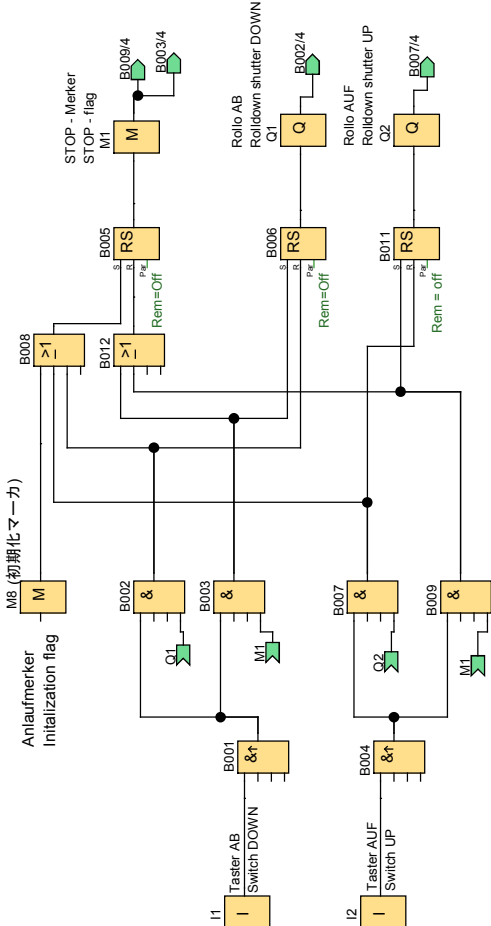 Anlaufmerker
Initalization flag
M8 (初期化マーカ)
M
B008
>1
STOP - Merker
STOP - flag
M1
M
B009/4
B003/4
B005
S
R
Par
RS
Rem=Off
B012
>1
B002
&
Q1
I1
I
Taster AB
Switch DOWN
B001
&↑
B003
&
M1
B006
S
R
Par
RS
Rem=Off
Rollo AB
Rolldown shutter DOWN
Q1
Q
B002/4
B007
&
Q2
I2
I
Taster AUF
Switch UP
B004
&↑
B009
&
M1
B011
S
R
Par
RS
Rem = off
Rollo AUF
Rolldown shutter UP
Q2
Q
B007/4